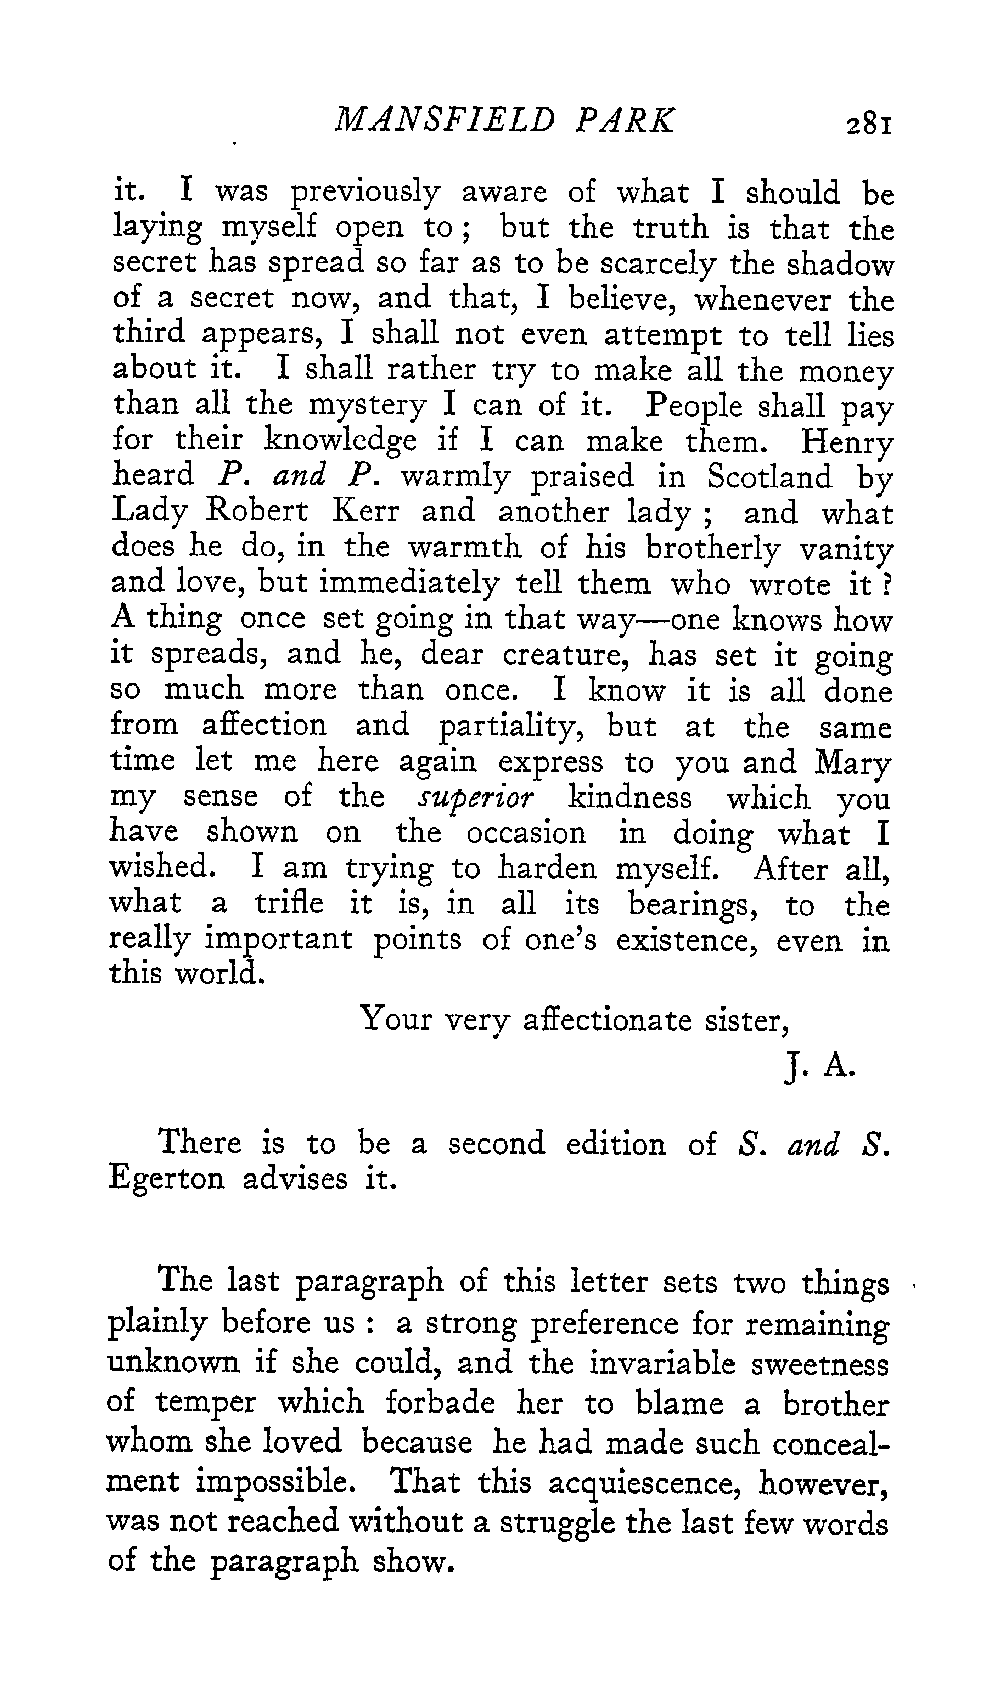 MANSFIELD PARK 281
it. I was previously aware of what I should be
laying myself open to ; but the truth is that the
secret has spread so far as to be scarcely the shadow
of a secret now, and that, I believe, whenever the
third appears, I shall not even attempt to tell lies
about it. I shall rather try to make all the money
than all the mystery I can of it. People shall pay
for their knowledge if I can make them. Henry
heard P. and P. warmly praised in Scotland by
Lady Robert Kerr and another lady ; and what
does he do, in the warmth of his brotherly vanity
and love, but immediately tell them who wrote it ?
A thing once set going in that way—one knows how
it spreads, and he, dear creature, has set it going
so much more than once. I know it is all done
from affection and partiality, but at the same
time let me here again express to you and Mary
my sense of the superior kindness which you
have shown on the occasion in doing what I
wished. I am trying to harden myself. After all,
what a trifle it is, in all its bearings, to the
really important points of one's existence, even in
this world.
Your very affectionate sister,
J. A.
There is to be a second edition of S. and S.
Egerton advises it.
The last paragraph of this letter sets two things
plainly before us : a strong preference for remaining
unknown if she could, and the invariable sweetness
of temper which forbade her to blame a brother
whom she loved because he had made such conceal-
ment impossible. That this acquiescence, however,
was not reached without a struggle the last few words
of the paragraph show.